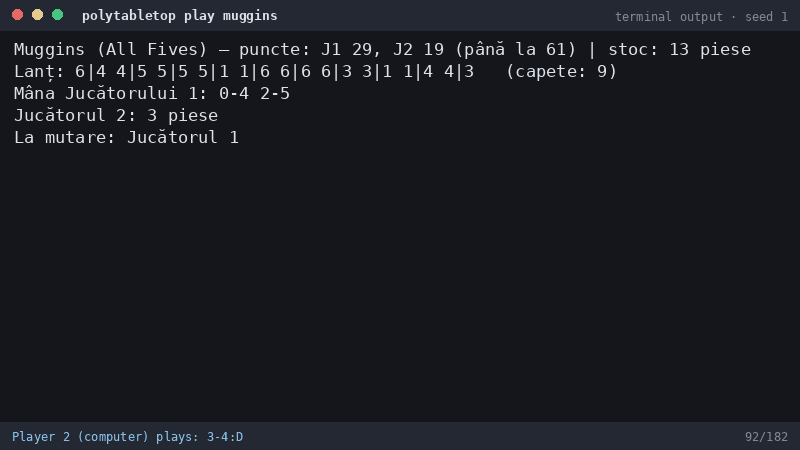 polytabletop play muggins
terminal output · seed 1
Muggins (All Fives) — puncte: J1 29, J2 19 (până la 61) | stoc: 13 piese
Lanț: 6|4 4|5 5|5 5|1 1|6 6|6 6|3 3|1 1|4 4|3 (capete: 9)
Mâna Jucătorului 1: 0-4 2-5
Jucătorul 2: 3 piese
La mutare: Jucătorul 1
Player 2 (computer) plays: 3-4:D
92/182